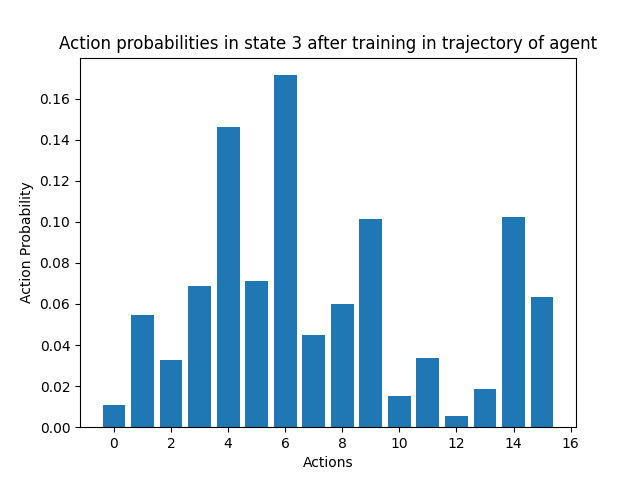 Action probabilities in state 3 after training in trajectory of agent
0.16
0.14
0.12
0.10
0.08
0.06
0.04
0.02
0.00
Action Probability
0 2 4 6 8 10 12 14 16
Actions